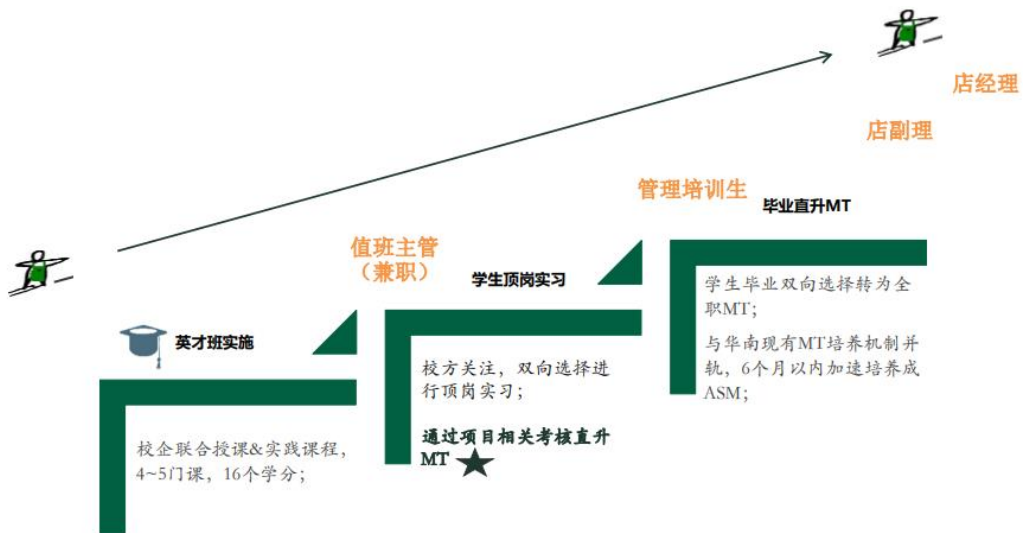 店经理
店副理
管理培训生
毕业直升MT
值班主管
（兼职）
学生顶岗实习
英才班实施
学生毕业双向选择转为全
职MT；
与华南现有MT培养机制并
轨，6个月以内加速培养成
ASM；
校方关注，双向选择进
行顶岗实习；
通过项目相关考核直升
MT
校企联合授课&实践课程，
4~5门课，16个学分；